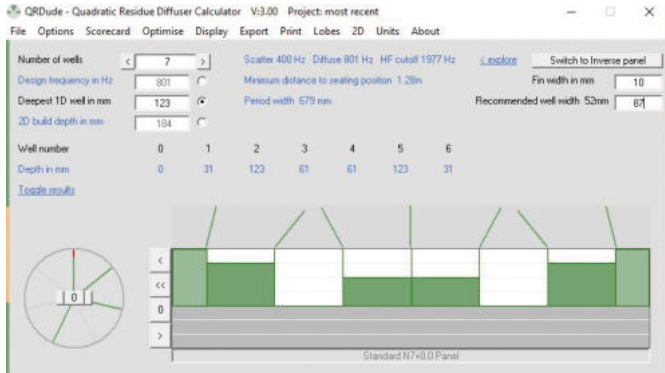 QRDude - Quadratic Residue Diffuser Calculator V:3.00 Project: most recent
File Options Scorecard Optimise Display Export Print Lobes 2D Units About
Number of wells < 7 > Scatter 400 Hz Diffuse 801 Hz HF cutoff 1977 Hz < explore Switch to Inverse panel
Design frequency in Hz 801 Minimum distance to seating position 1.28m Fin width in mm 10
Deepest 1D well in mm 123 Period width 679 mm Recommended well width 52mm 87
2D build depth in mm 184
Well number 0 1 2 3 4 5 6
Depth in mm 0 31 123 61 61 123 31
Toggle results
<
<<
0
0
>
Standard N7+0.0 Panel